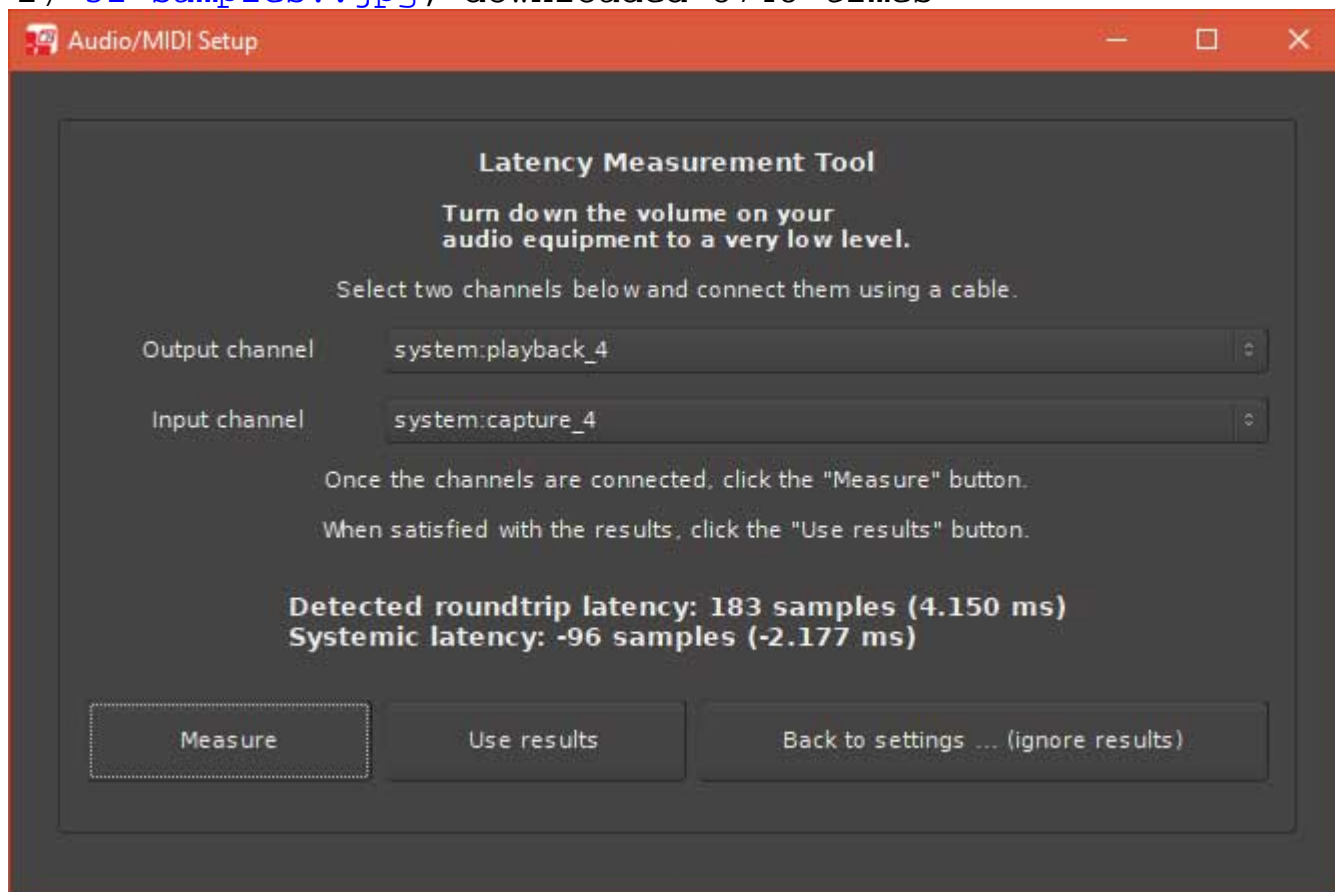 Audio/MIDI Setup
Latency Measurement Tool
Turn down the volume on your
audio equipment to a very low level.
Select two channels below and connect them using a cable.
Output channel system:playback_4
Input channel system:capture_4
Once the channels are connected, click the "Measure" button.
When satisfied with the results, click the "Use results" button.
Detected roundtrip latency: 183 samples (4.150 ms)
Systemic latency: -96 samples (-2.177 ms)
Measure Use results Back to settings ... (ignore results)